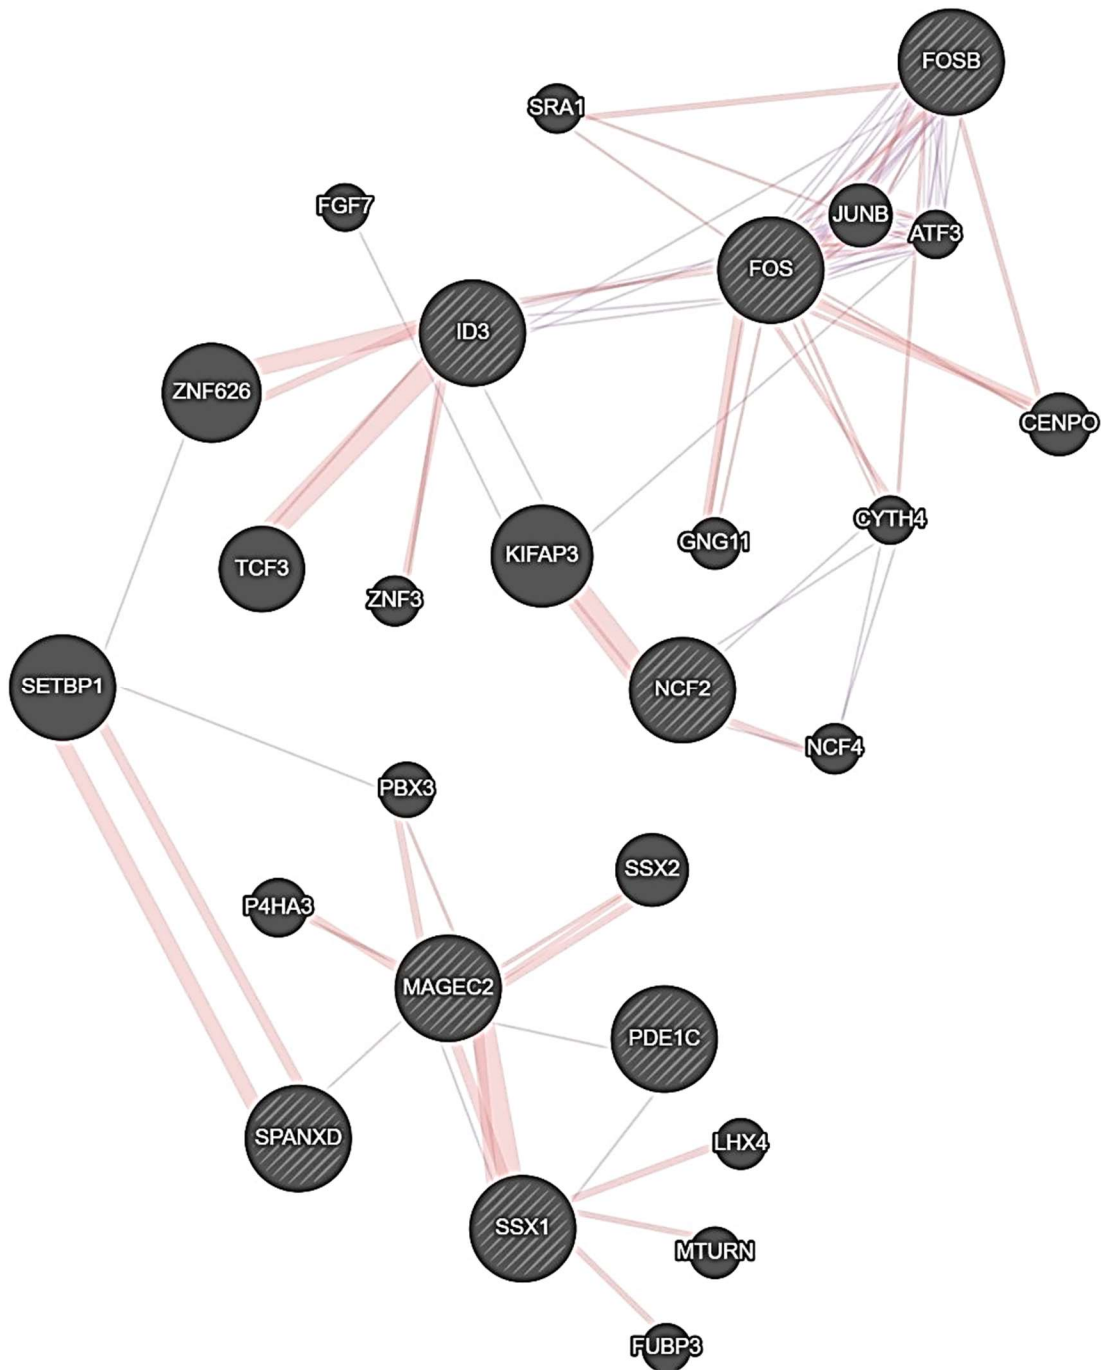 FOSB
SRA1
FGF7
JUNB
ATF3
FOS
ID3
ZNF626
CENPO
CYTH4
GNG11
KIFAP3
TCF3
ZNF3
SETBP1
NCF2
NCF4
PBX3
SSX2
P4HA3
MAGEC2
PDE1C
SPANXD
LHX4
SSX1
MTURN
FUBP3